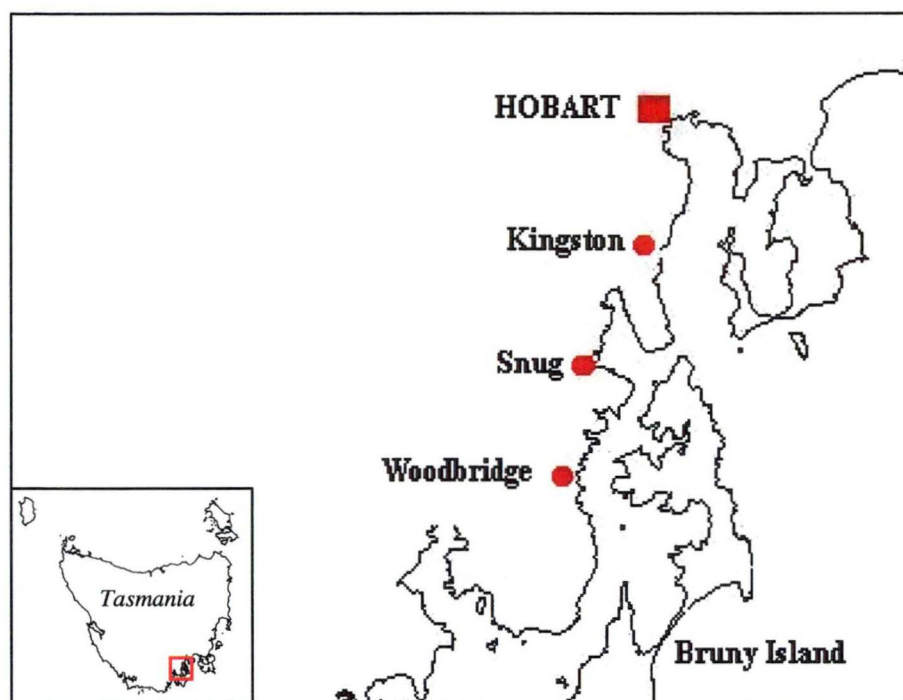 HOBART
Kingston
Snug
Woodbridge
Tasmania
Bruny Island